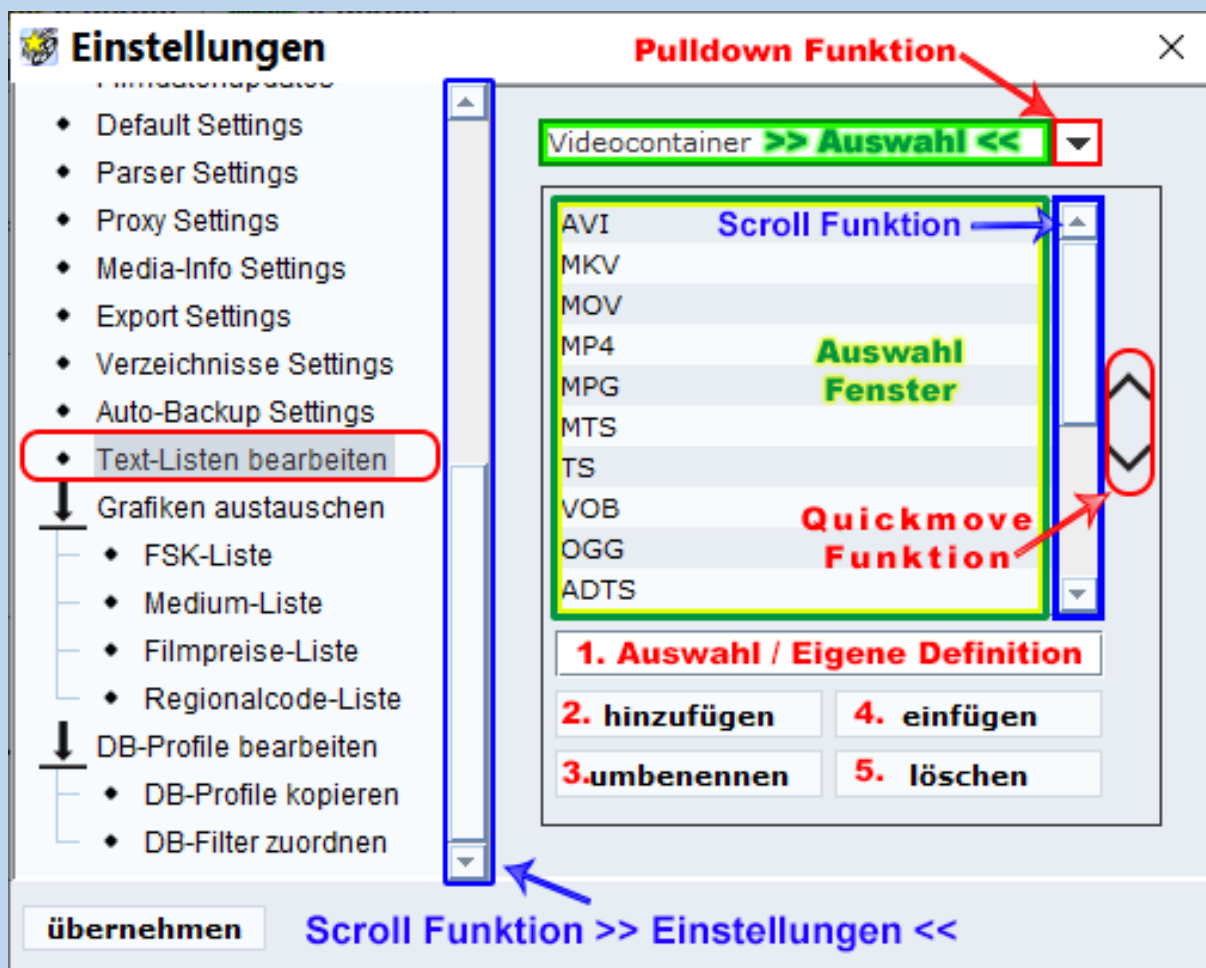 Einstellungen
Pulldown Funktion
Default Settings
Parser Settings
Proxy Settings
Media-Info Settings
Export Settings
Verzeichnisse Settings
Auto-Backup Settings
Text-Listen bearbeiten
Grafiken austauschen
FSK-Liste
Medium-Liste
Filmpreise-Liste
Regionalcode-Liste
DB-Profile bearbeiten
DB-Profile kopieren
DB-Filter zuordnen
Videocontainer >> Auswahl <<
AVI
Scroll Funktion
MKV
MOV
MP4
Auswahl
Fenster
MPG
MTS
TS
VOB
Quickmove
Funktion
OGG
ADTS
1. Auswahl / Eigene Definition
2. hinzufügen
4. einfügen
3.umbenennen
5. löschen
übernehmen
Scroll Funktion >> Einstellungen <<